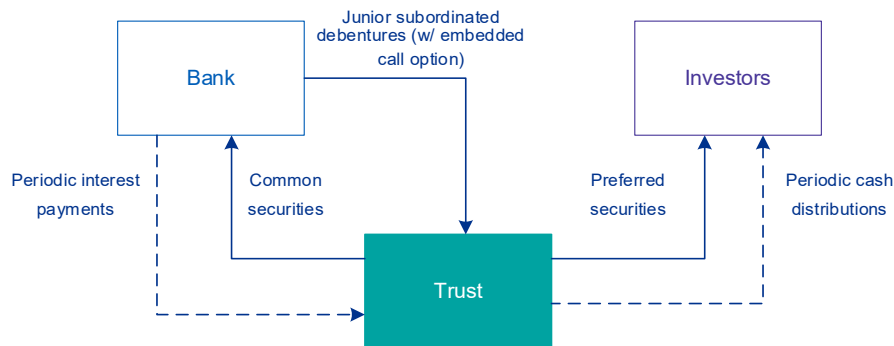 Junior subordinated
debentures (w/ embedded
call option)
Bank
Investors
Periodic interest
payments
Common
securities
Preferred
securities
Periodic cash
distributions
Trust